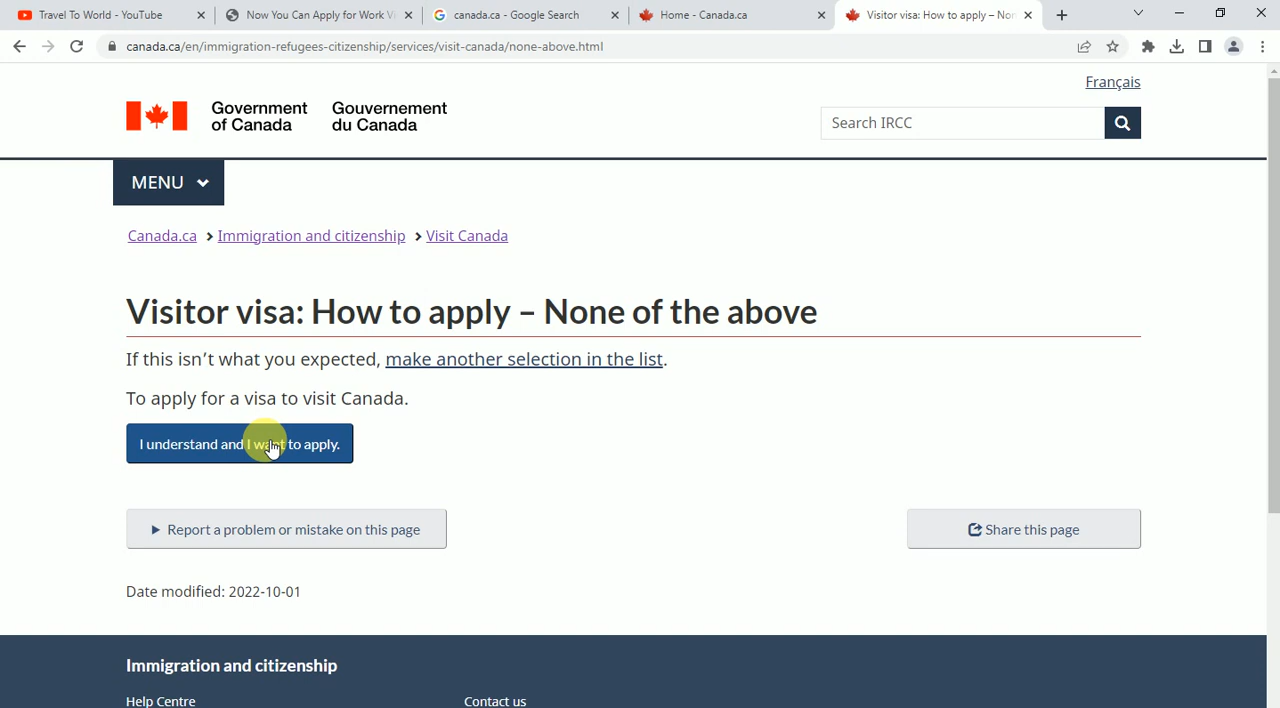 Travel To World - YouTube
Now You Can Apply for Work Vi
canada.ca - Google Search
Home - Canada.ca
Visitor visa: How to apply – Non
canada.ca/en/immigration-refugees-citizenship/services/visit-canada/none-above.html
Français
Government of Canada
Gouvernement du Canada
Search IRCC
MENU
Canada.ca > Immigration and citizenship > Visit Canada
Visitor visa: How to apply – None of the above
If this isn't what you expected, make another selection in the list.
To apply for a visa to visit Canada.
I understand and I want to apply.
Report a problem or mistake on this page
Share this page
Date modified: 2022-10-01
Immigration and citizenship
Help Centre
Contact us